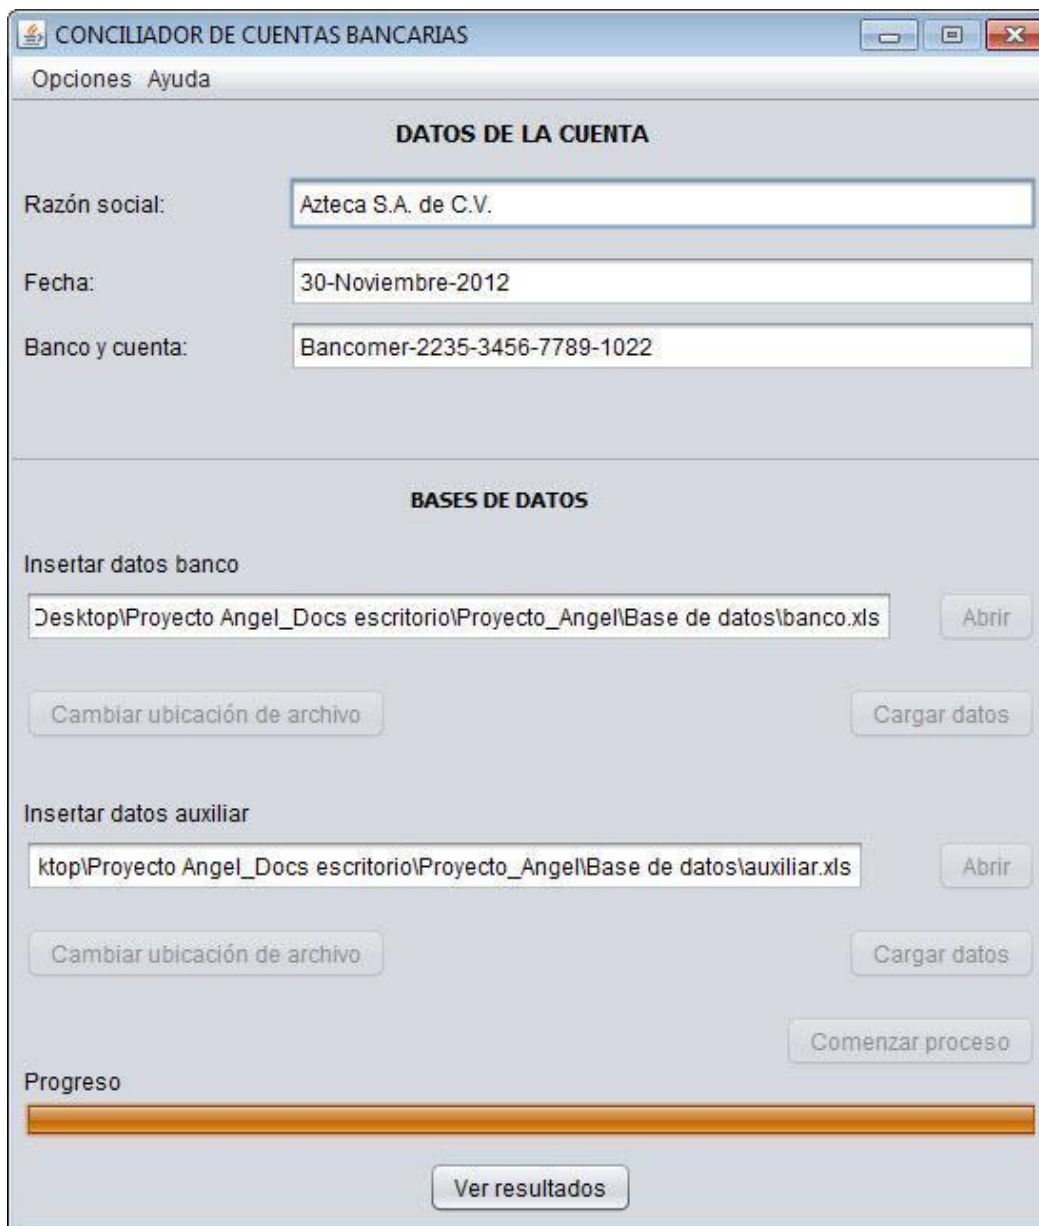 CONCILIADOR DE CUENTAS BANCARIAS
Opciones Ayuda
DATOS DE LA CUENTA
Razón social: Azteca S.A. de C.V.
Fecha: 30-Noviembre-2012
Banco y cuenta: Bancomer-2235-3456-7789-1022
BASES DE DATOS
Insertar datos banco
Desktop\Proyecto Angel_Docs escritorio\Proyecto_Angel\Base de datos\banco.xls Abrir
Cambiar ubicación de archivo Cargar datos
Insertar datos auxiliar
ktop\Proyecto Angel_Docs escritorio\Proyecto_Angel\Base de datos\auxiliar.xls Abrir
Cambiar ubicación de archivo Cargar datos
Comenzar proceso
Progreso
Ver resultados